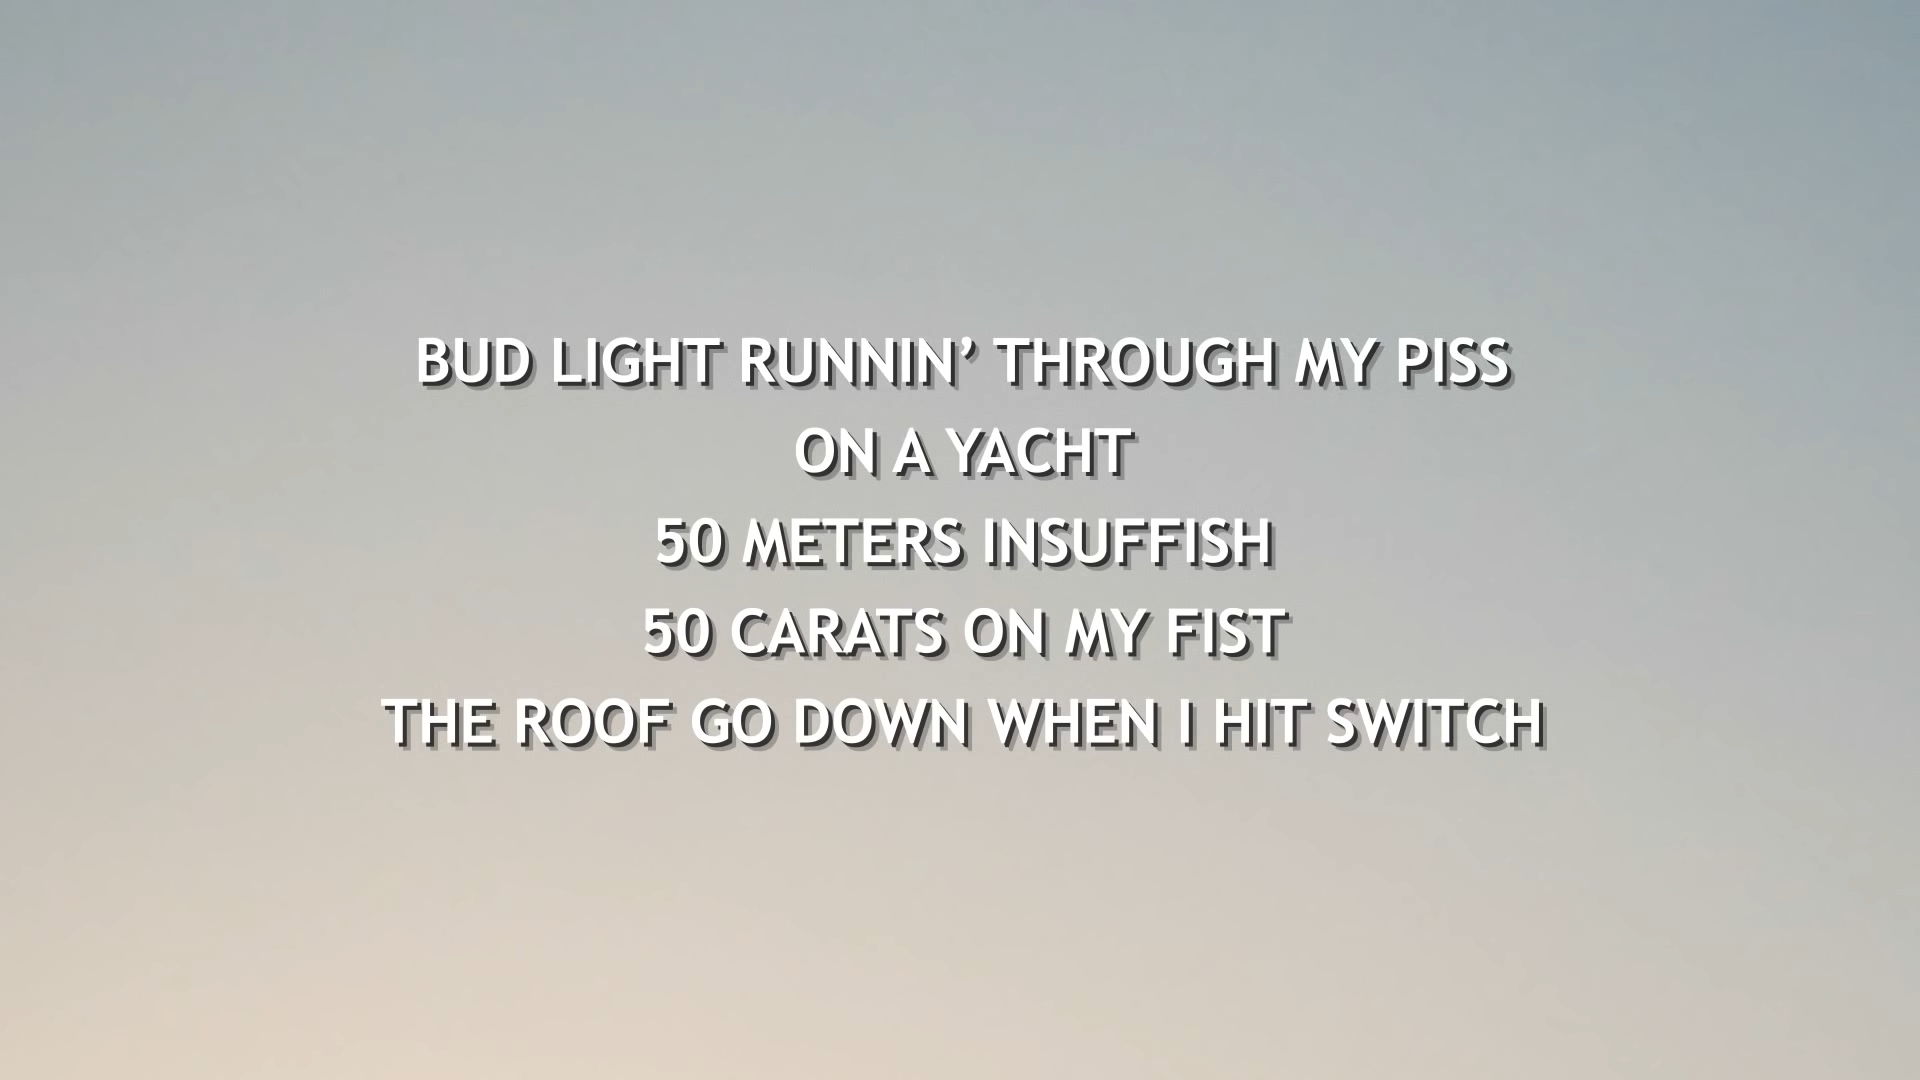 BUD LIGHT RUNNIN’ THROUGH MY PISS
ON A YACHT
50 METERS INSUFFISH
50 CARATS ON MY FIST
THE ROOF GO DOWN WHEN I HIT SWITCH